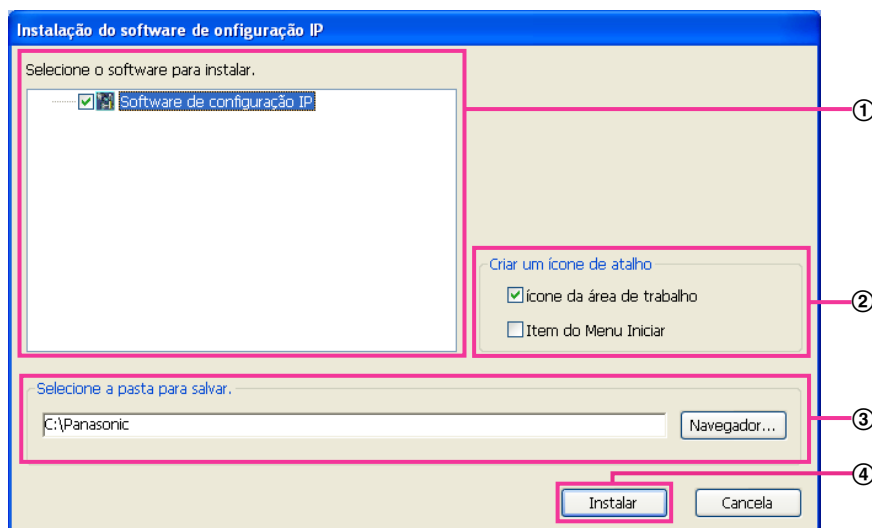 Instalação do software de onfiguração IP
Selecione o software para instalar.
Software de configuração IP
①
Criar um ícone de atalho
ícone da área de trabalho
②
Item do Menu Iniciar
Selecione a pasta para salvar.
C:\Panasonic
Navegador...
③
④
Instalar
Cancela